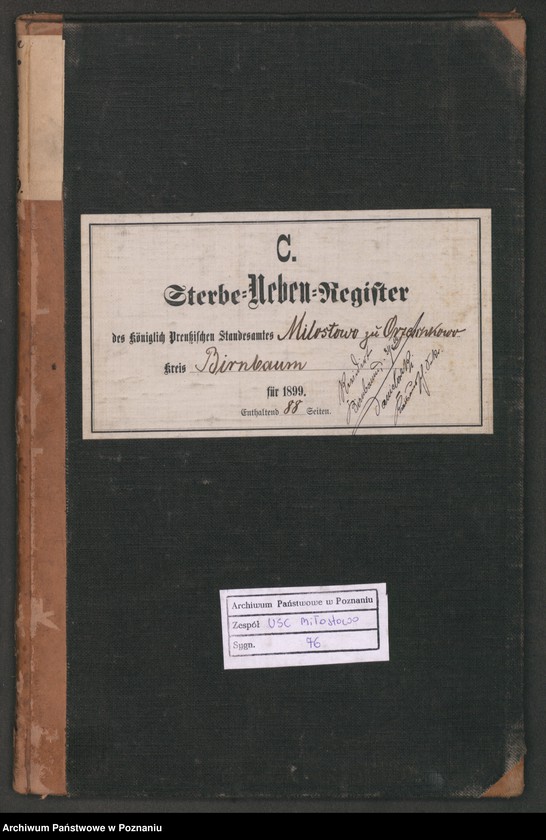 C.
Sterbe-Neben-Register
des Königlich Preußischen Standesamtes Milostowo zu
Kreis Birnbaum
für 1899.
Enthaltend 88 Seiten.
Archiwum Państwowe w Poznaniu
Zespół USC Miłostowo
Sygn. 76
Archiwum Państwowe w Poznaniu